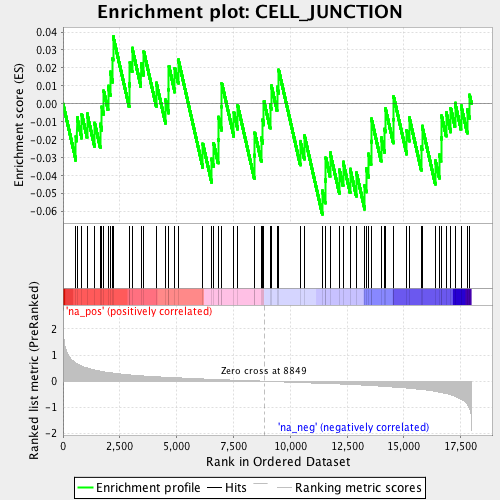 Enrichment plot: CELL_JUNCTION
Enrichment score (ES)
0.04
0.03
0.02
0.01
0.00
-0.01
-0.02
-0.03
-0.04
-0.05
-0.06
'na_pos' (positively correlated)
Ranked list metric (PreRanked)
2
1
0
-1
-2
Zero cross at 8849
'na_neg' (negatively correlated)
0
2,500
5,000
7,500
10,000
12,500
15,000
17,500
Rank in Ordered Dataset
Enrichment profile
Hits
Ranking metric scores